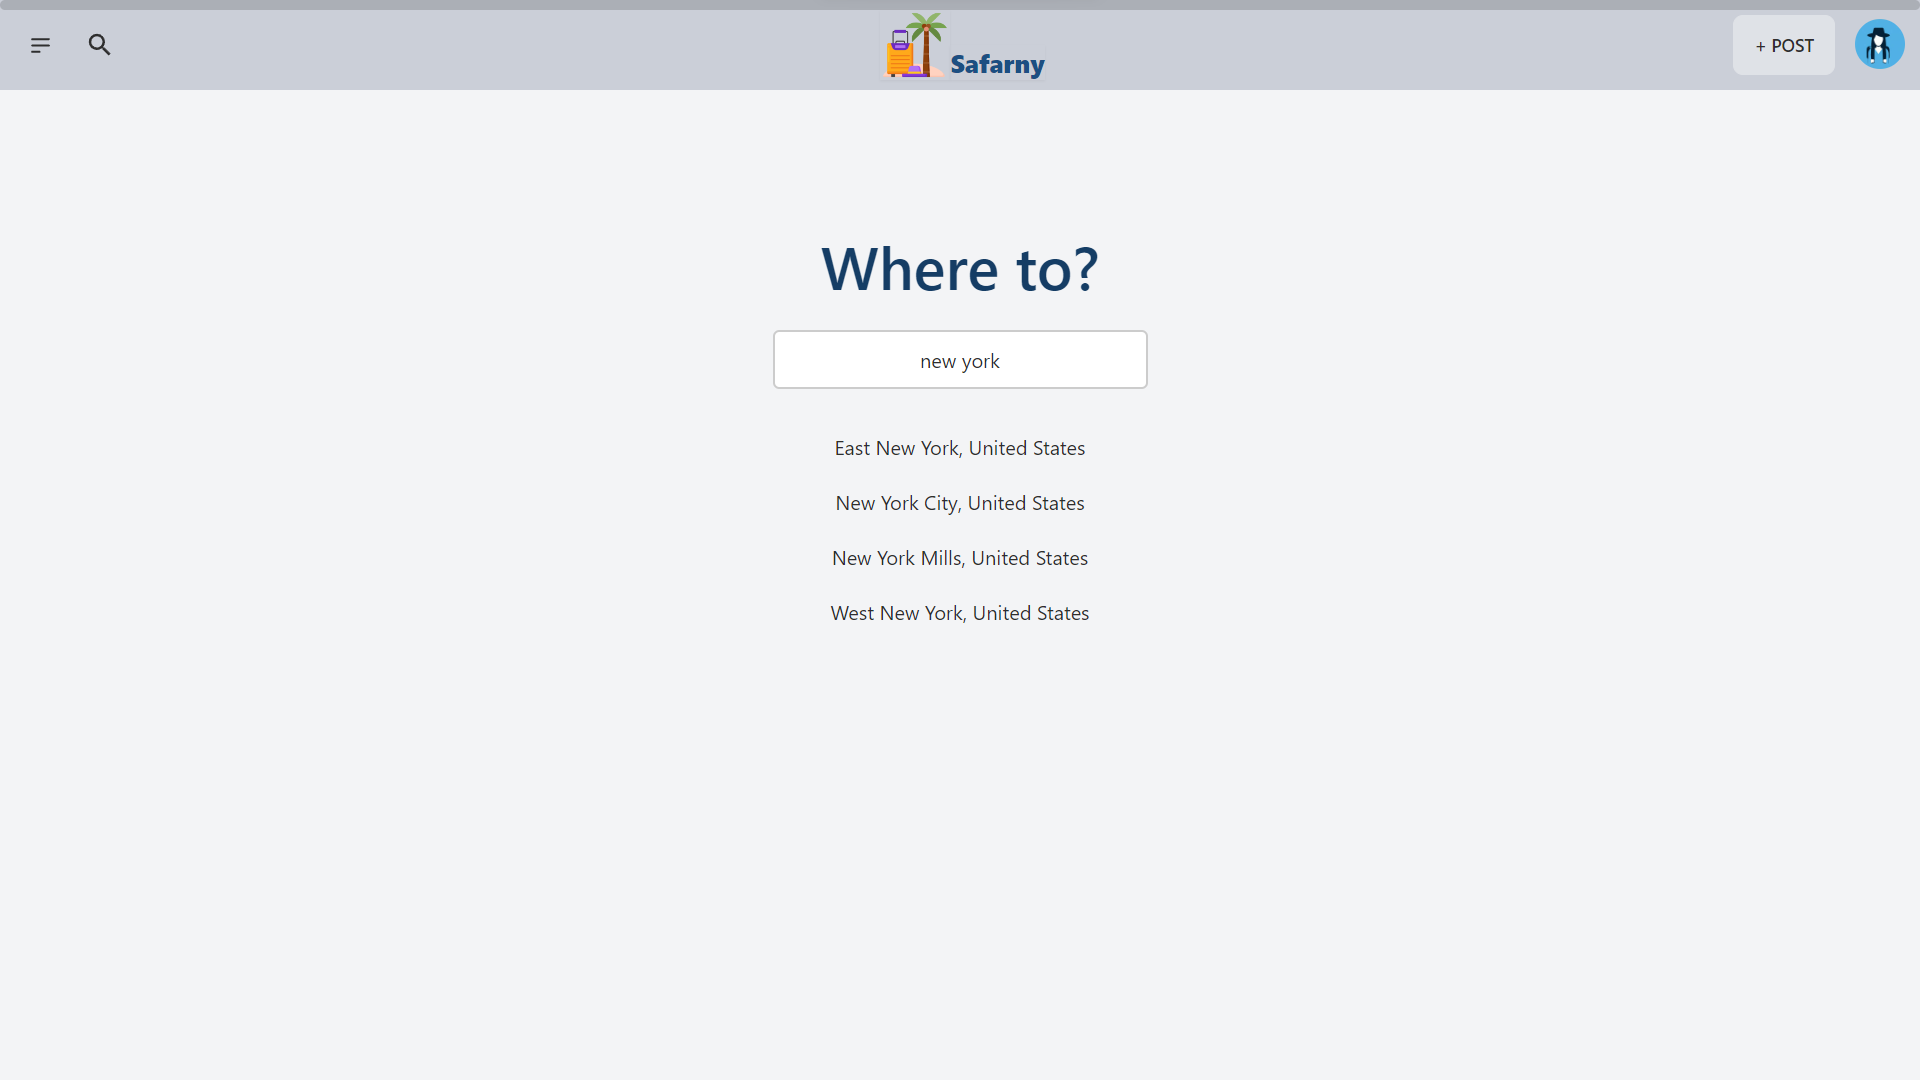 Safarny
+ POST
Where to?
new york
East New York, United States
New York City, United States
New York Mills, United States
West New York, United States